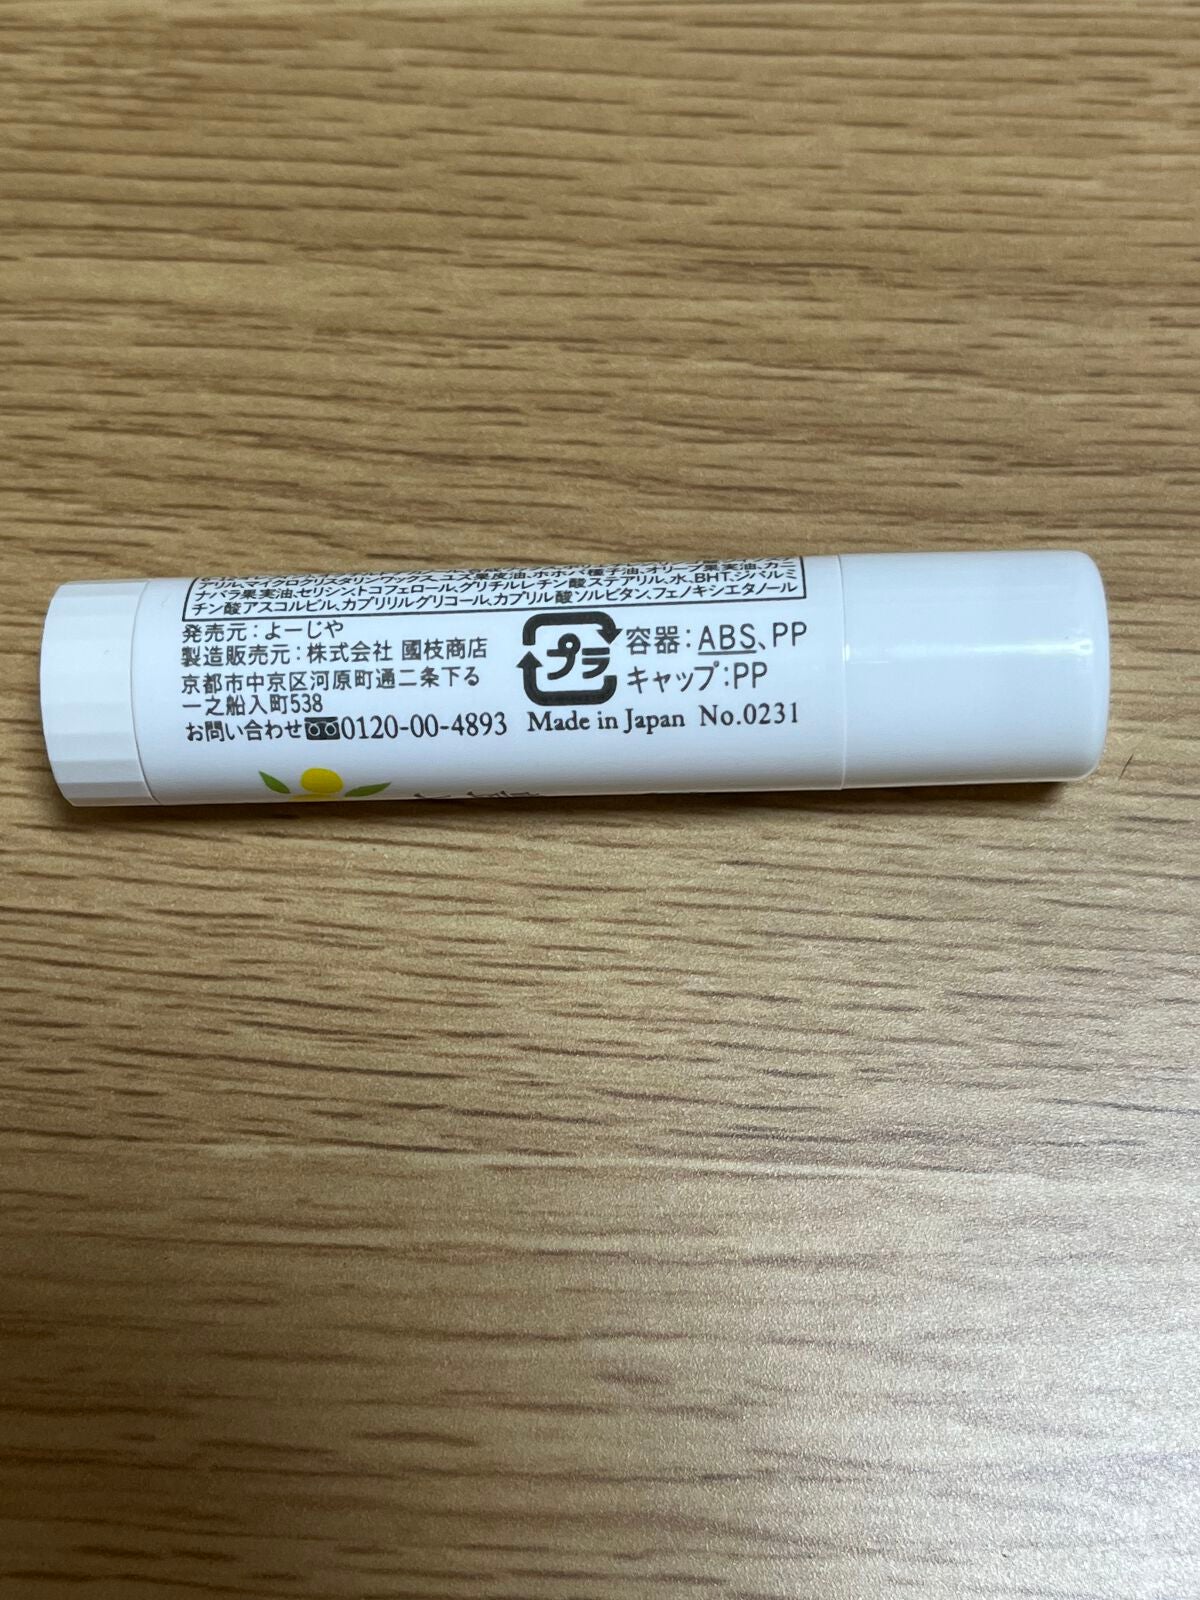 アリル、マイクロクリスタリンワックス、ユズ果皮油、ホホバ種子油、オリーブ果実油、カニ
ナバラ果実油、セリシン、トコフェロール、グリチルレチン酸ステアリル、水、BHT、ジパルミ
チン酸アスコルビル、カプリリルグリコール、カプリル酸ソルビタン、フェノキシエタノール
発売元：よーじや
製造販売元：株式会社 國枝商店
京都市中京区河原町通二条下る
一之船入町538
お問い合わせ 0120-00-4893
プラ
容器：ABS、PP
キャップ：PP
Made in Japan No.0231